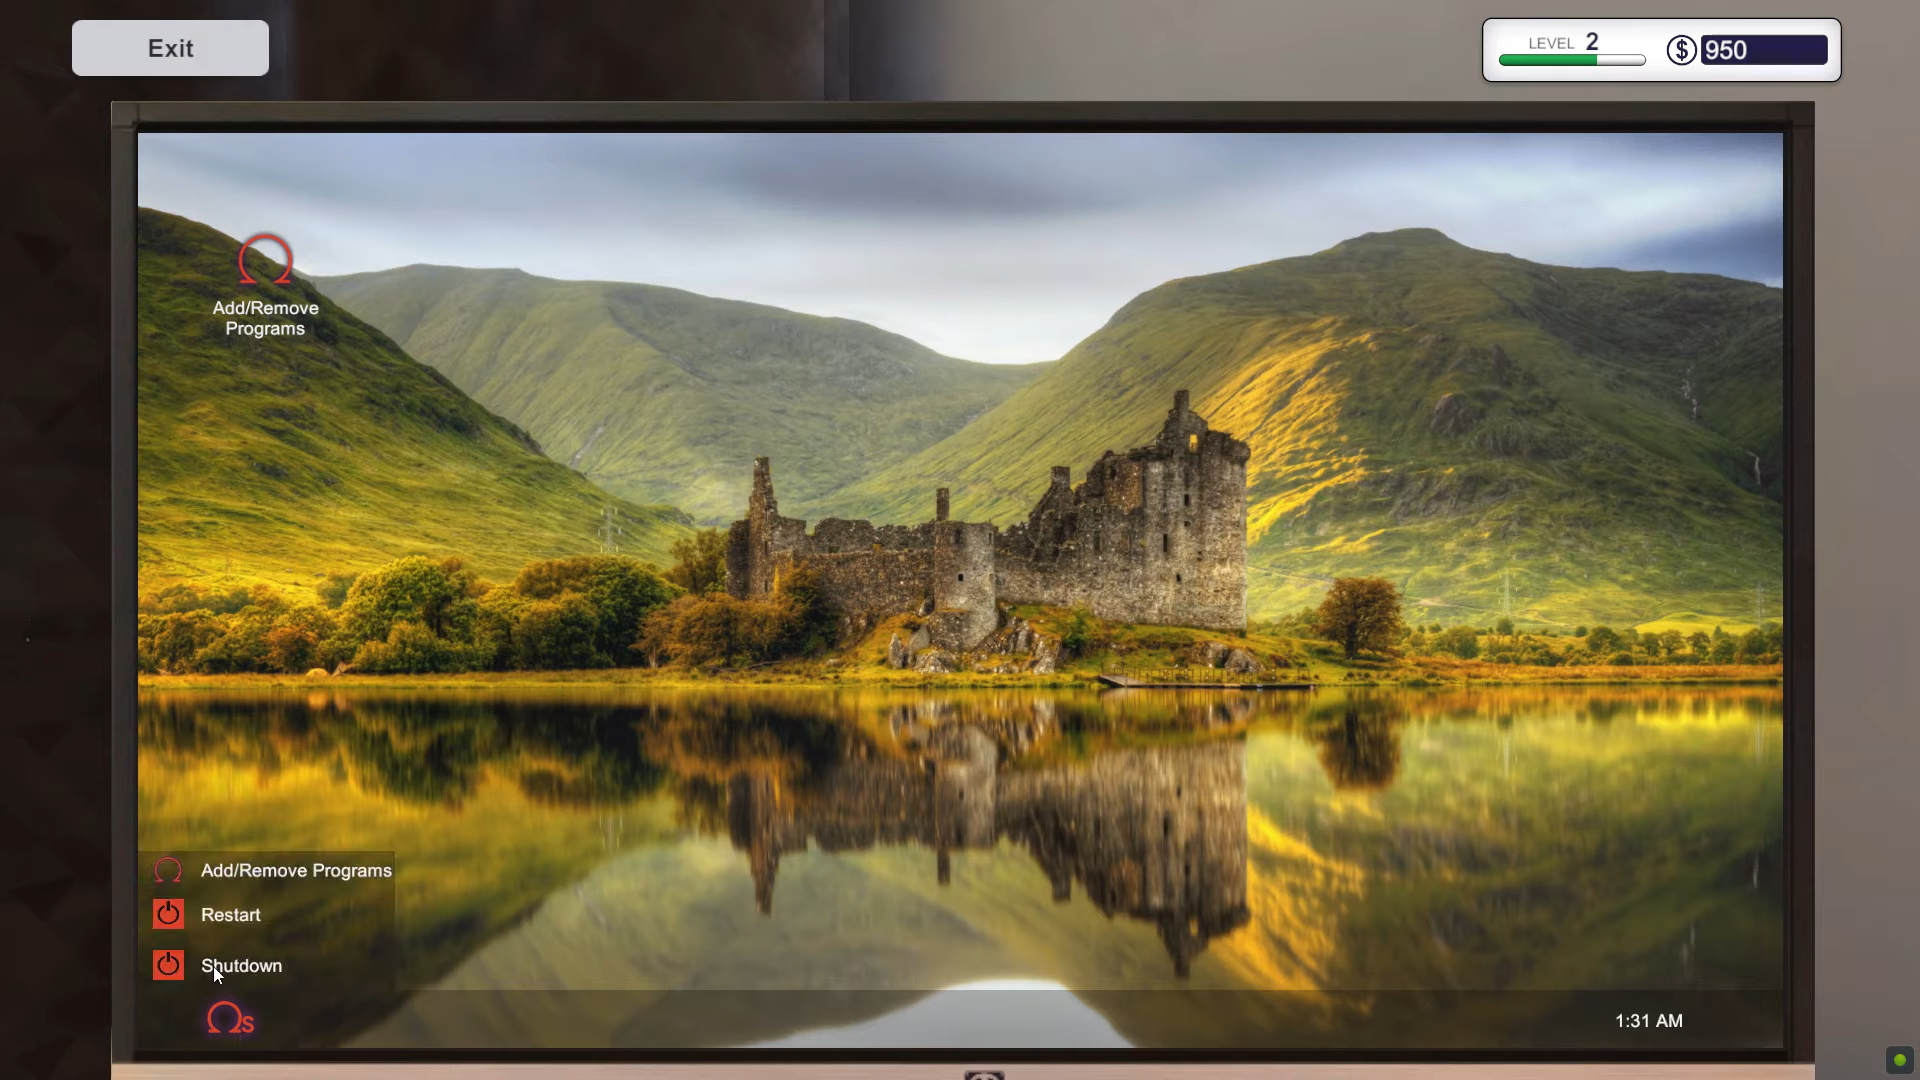 Exit
LEVEL 2
$ 950
Add/Remove
Programs
Add/Remove Programs
Restart
Shutdown
Ωs
1:31 AM